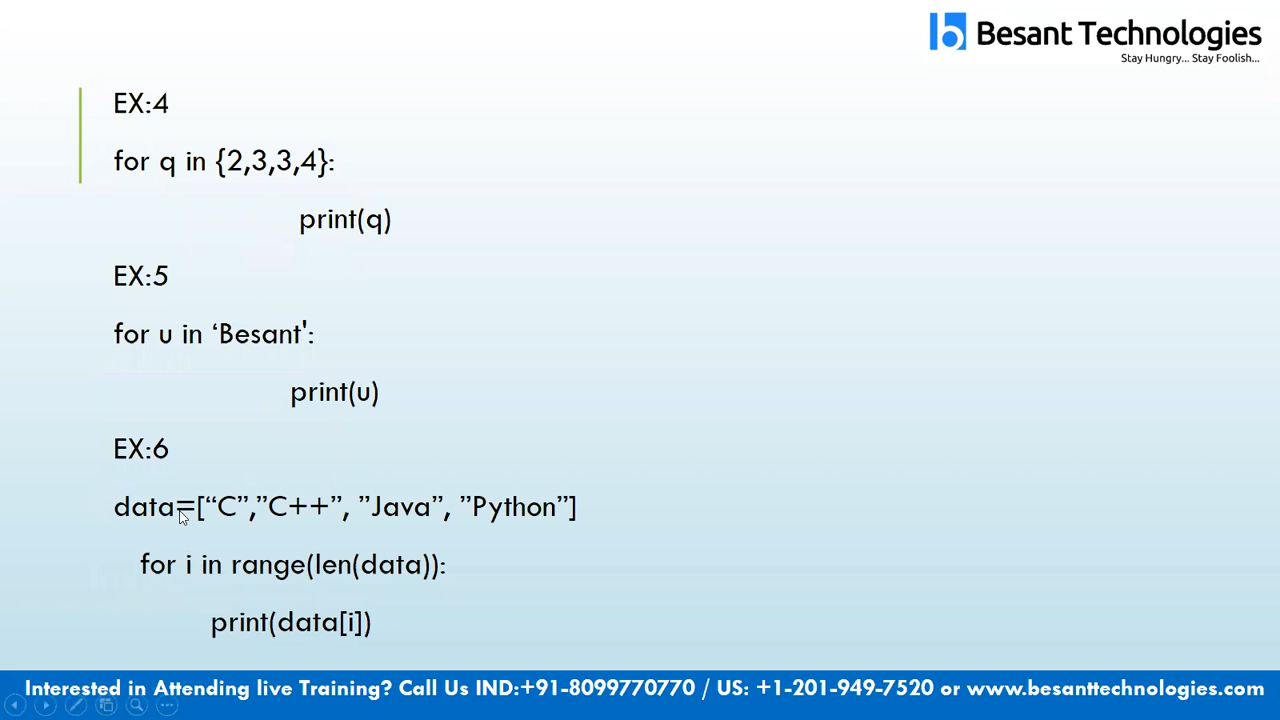 Besant Technologies
Stay Hungry... Stay Foolish...
EX:4
for q in {2,3,3,4}:
print(q)
EX:5
for u in ‘Besant':
print(u)
EX:6
data=[“C”,”C++”, ”Java”, ”Python”]
for i in range(len(data)):
print(data[i])
Interested in Attending live Training? Call Us IND:+91-8099770770 / US: +1-201-949-7520 or www.besanttechnologies.com